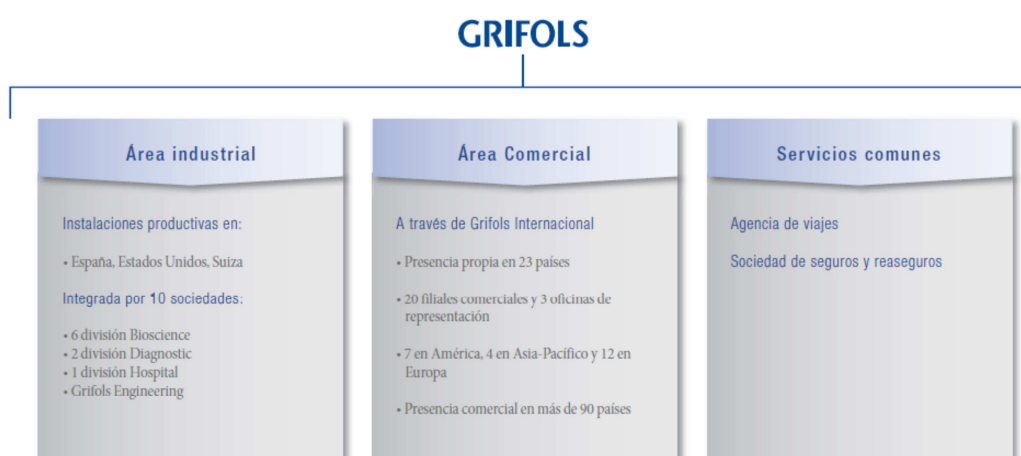 GRIFOLS
Área industrial
Instalaciones productivas en:
• España, Estados Unidos, Suiza
Integrada por 10 sociedades:
• 6 división Bioscience
• 2 división Diagnostic
• 1 división Hospital
• Grifols Engineering
Área Comercial
A través de Grifols Internacional
• Presencia propia en 23 países
• 20 filiales comerciales y 3 oficinas de
representación
• 7 en América, 4 en Asia-Pacífico y 12 en
Europa
• Presencia comercial en más de 90 países
Servicios comunes
Agencia de viajes
Sociedad de seguros y reaseguros